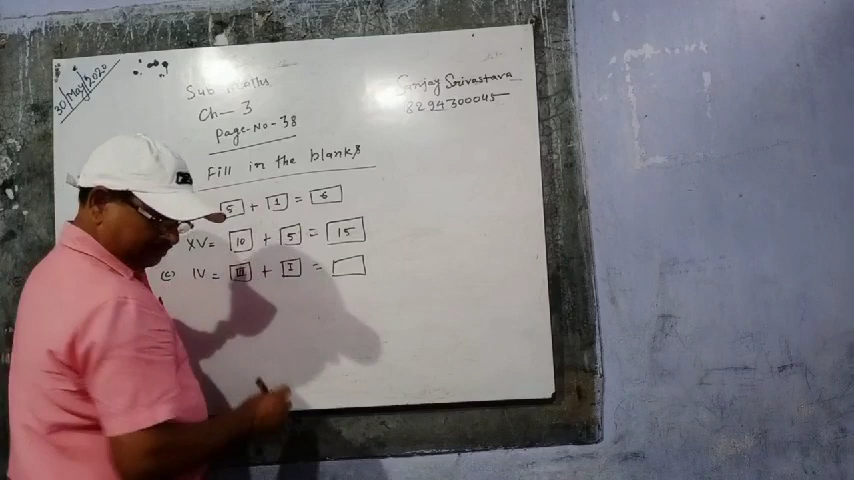 30/May/2020
Sub Maths
Ch- 3
Page-No-38
Sanjay Srivastava
8294300045
Fill in the blanks
5 + 1 = 6
XV= 10 + 5 = 15
(c) IV = III + I =